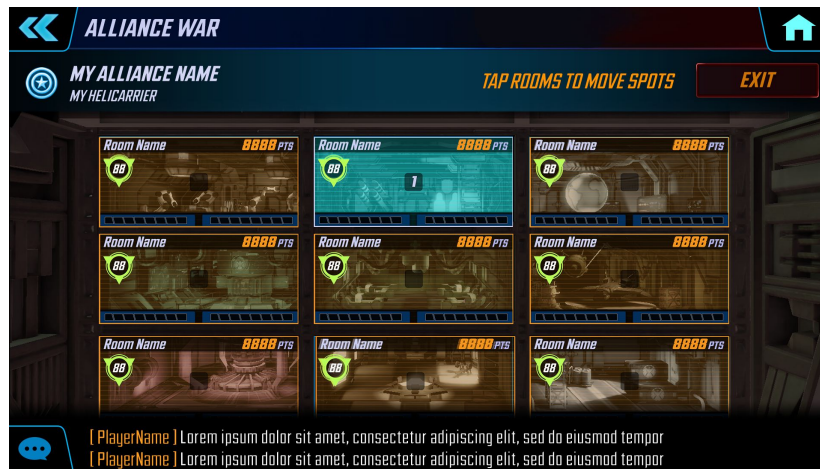 ALLIANCE WAR
MY ALLIANCE NAME
MY HELICARRIER
TAP ROOMS TO MOVE SPOTS
EXIT
Room Name 8888 PTS
88
Room Name 8888 PTS
88
1
Room Name 8888 PTS
88
Room Name 8888 PTS
88
Room Name 8888 PTS
88
Room Name 8888 PTS
88
Room Name 8888 PTS
88
Room Name 8888 PTS
88
Room Name 8888 PTS
88
[ PlayerName ] Lorem ipsum dolor sit amet, consectetur adipiscing elit, sed do eiusmod tempor
[ PlayerName ] Lorem ipsum dolor sit amet, consectetur adipiscing elit, sed do eiusmod tempor